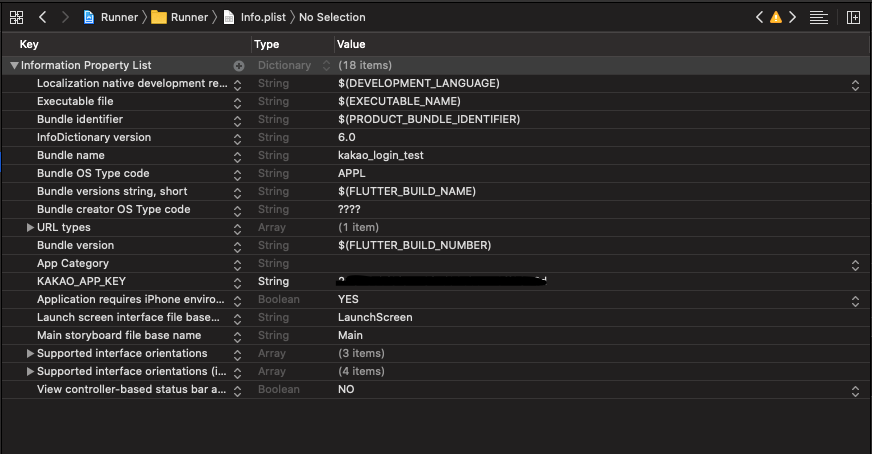 Runner Runner Info.plist No Selection
Key Type Value
Information Property List Dictionary (18 items)
Localization native development re... String $(DEVELOPMENT_LANGUAGE)
Executable file String $(EXECUTABLE_NAME)
Bundle identifier String $(PRODUCT_BUNDLE_IDENTIFIER)
InfoDictionary version String 6.0
Bundle name String kakao_login_test
Bundle OS Type code String APPL
Bundle versions string, short String $(FLUTTER_BUILD_NAME)
Bundle creator OS Type code String ????
URL types Array (1 item)
Bundle version String $(FLUTTER_BUILD_NUMBER)
App Category String
KAKAO_APP_KEY String
Application requires iPhone enviro... Boolean YES
Launch screen interface file base... String LaunchScreen
Main storyboard file base name String Main
Supported interface orientations Array (3 items)
Supported interface orientations (i... Array (4 items)
View controller-based status bar a... Boolean NO